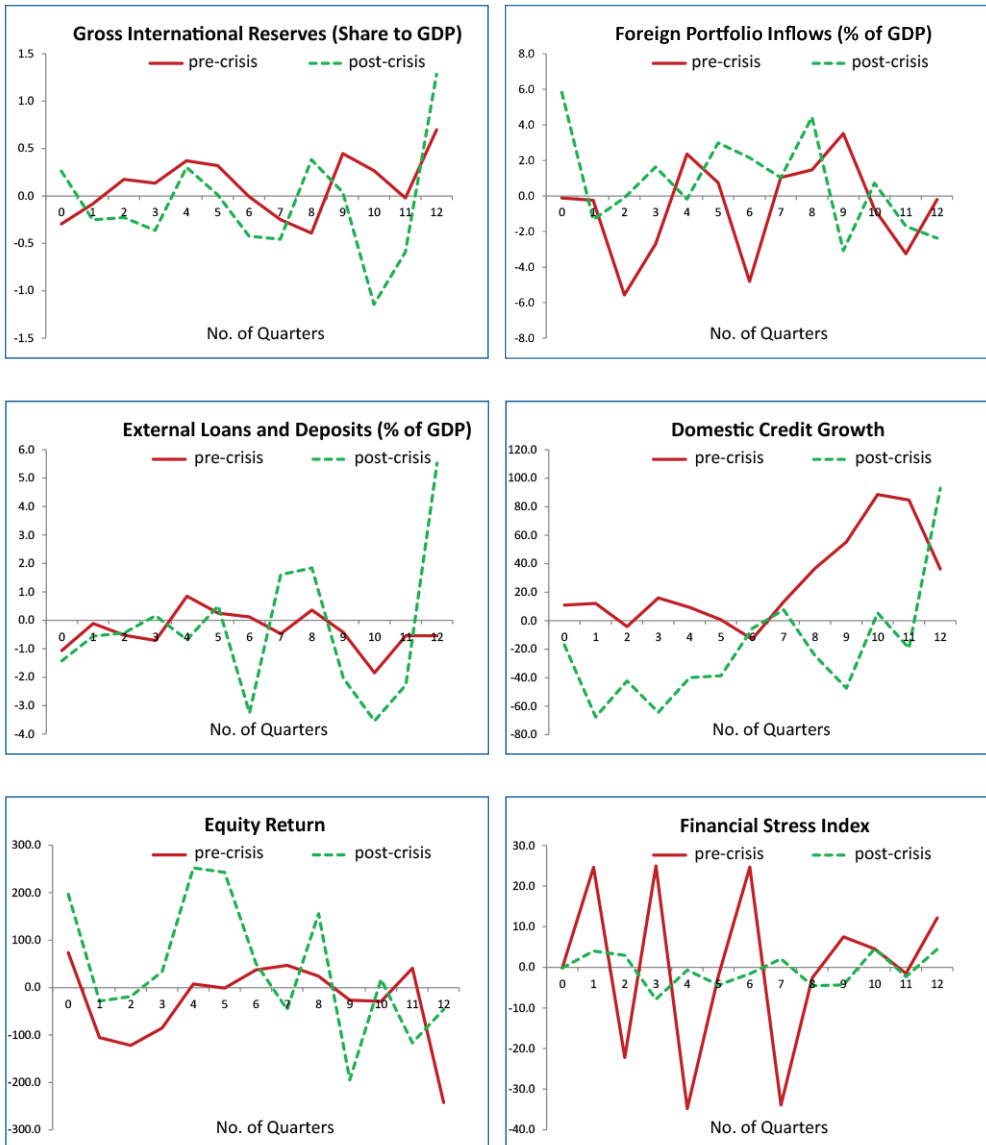 Gross International Reserves (Share to GDP)
pre-crisis post-crisis
1.5
1.0
0.5
0.0
-0.5
-1.0
-1.5
0 1 2 3 4 5 6 7 8 9 10 11 12
No. of Quarters
Foreign Portfolio Inflows (% of GDP)
pre-crisis post-crisis
8.0
6.0
4.0
2.0
0.0
-2.0
-4.0
-6.0
-8.0
0 1 2 3 4 5 6 7 8 9 10 11 12
No. of Quarters
External Loans and Deposits (% of GDP)
pre-crisis post-crisis
6.0
5.0
4.0
3.0
2.0
1.0
0.0
-1.0
-2.0
-3.0
-4.0
0 1 2 3 4 5 6 7 8 9 10 11 12
No. of Quarters
Domestic Credit Growth
pre-crisis post-crisis
120.0
100.0
80.0
60.0
40.0
20.0
0.0
-20.0
-40.0
-60.0
-80.0
0 1 2 3 4 5 6 7 8 9 10 11 12
No. of Quarters
Equity Return
pre-crisis post-crisis
300.0
200.0
100.0
0.0
-100.0
-200.0
-300.0
0 1 2 3 4 5 6 7 8 9 10 11 12
No. of Quarters
Financial Stress Index
pre-crisis post-crisis
30.0
20.0
10.0
0.0
-10.0
-20.0
-30.0
-40.0
0 1 2 3 4 5 6 7 8 9 10 11 12
No. of Quarters